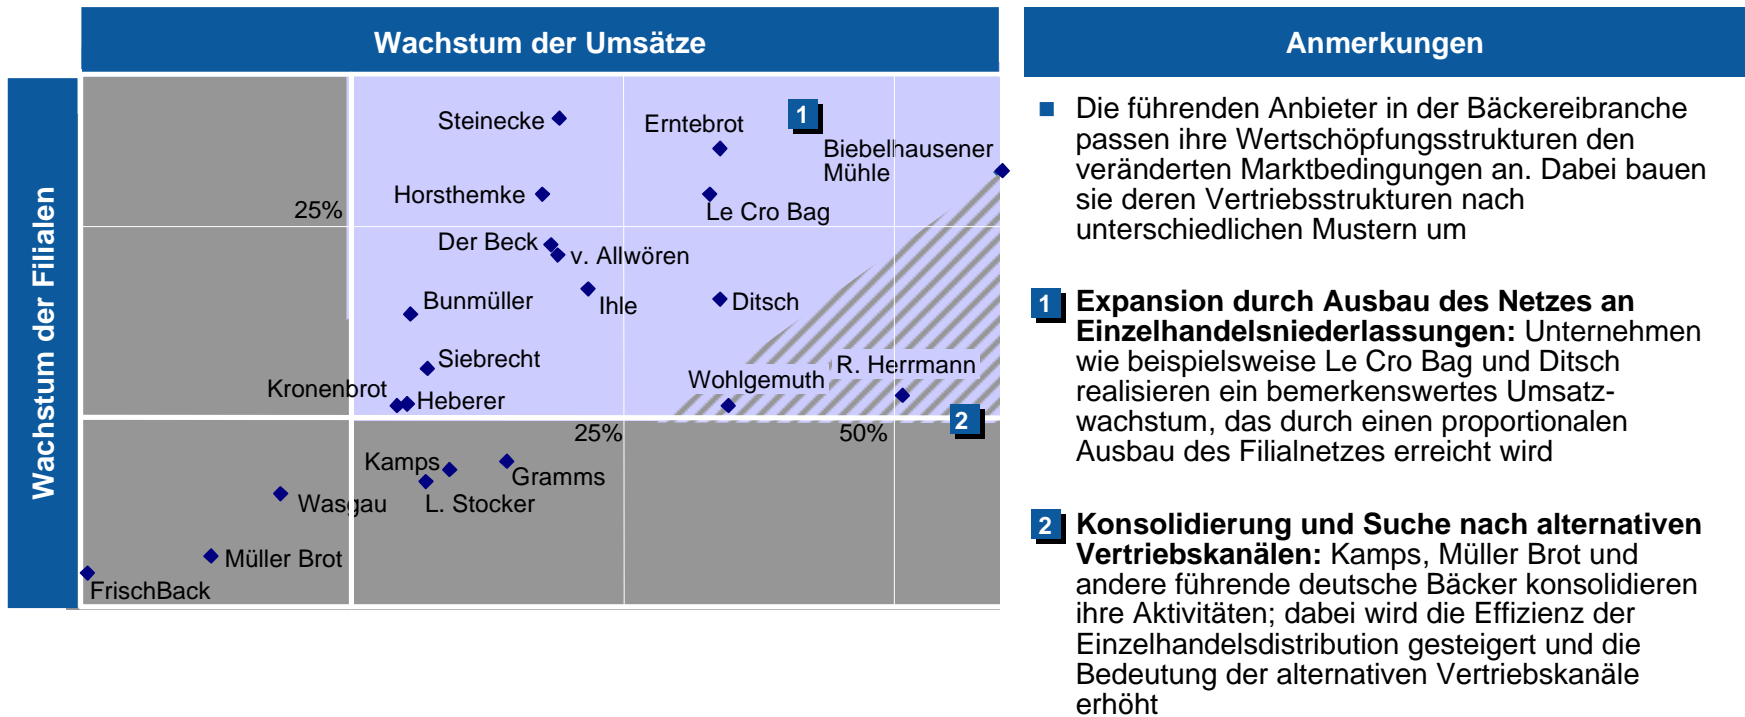 Wachstum der Umsätze
Wachstum der Filialen
Steinecke
Erntebrot
1
Biebelhausener
Mühle
Horsthemke
25%
Le Cro Bag
Der Beck
v. Allwören
Bunmüller
Ihle
Ditsch
Siebrecht
R. Herrmann
Kronenbrot
Wohlgemuth
Heberer
2
25%
50%
Kamps
Gramms
Wasgau
L. Stocker
Müller Brot
FrischBack
Anmerkungen
Die führenden Anbieter in der Bäckereibranche
passen ihre Wertschöpfungsstrukturen den
veränderten Marktbedingungen an. Dabei bauen
sie deren Vertriebsstrukturen nach
unterschiedlichen Mustern um
1 Expansion durch Ausbau des Netzes an
Einzelhandelsniederlassungen: Unternehmen
wie beispielsweise Le Cro Bag und Ditsch
realisieren ein bemerkenswertes Umsatz-
wachstum, das durch einen proportionalen
Ausbau des Filialnetzes erreicht wird
2 Konsolidierung und Suche nach alternativen
Vertriebskanälen: Kamps, Müller Brot und
andere führende deutsche Bäcker konsolidieren
ihre Aktivitäten; dabei wird die Effizienz der
Einzelhandelsdistribution gesteigert und die
Bedeutung der alternativen Vertriebskanäle
erhöht